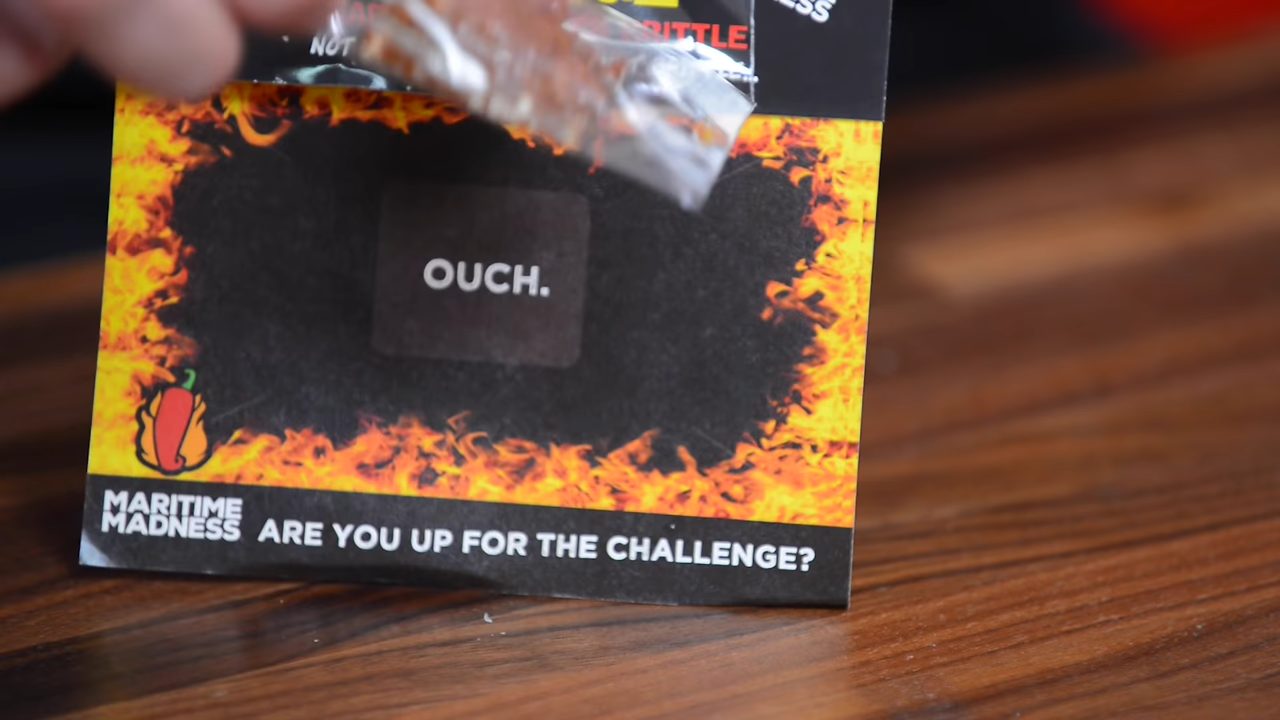 BRITTLE
NOT
OUCH.
MARITIME
MADNESS
ARE YOU UP FOR THE CHALLENGE?